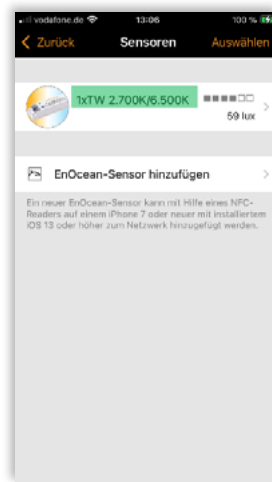 vodafone.de 13:06 100 %
Zurück Sensoren Auswählen
1xTW 2.700K/6.500K
59 lux
EnOcean-Sensor hinzufügen
Ein neuer EnOcean-Sensor kann mit Hilfe eines NFC-
Readers auf einem iPhone 7 oder neuer mit installiertem
iOS 13 oder höher zum Netzwerk hinzugefügt werden.